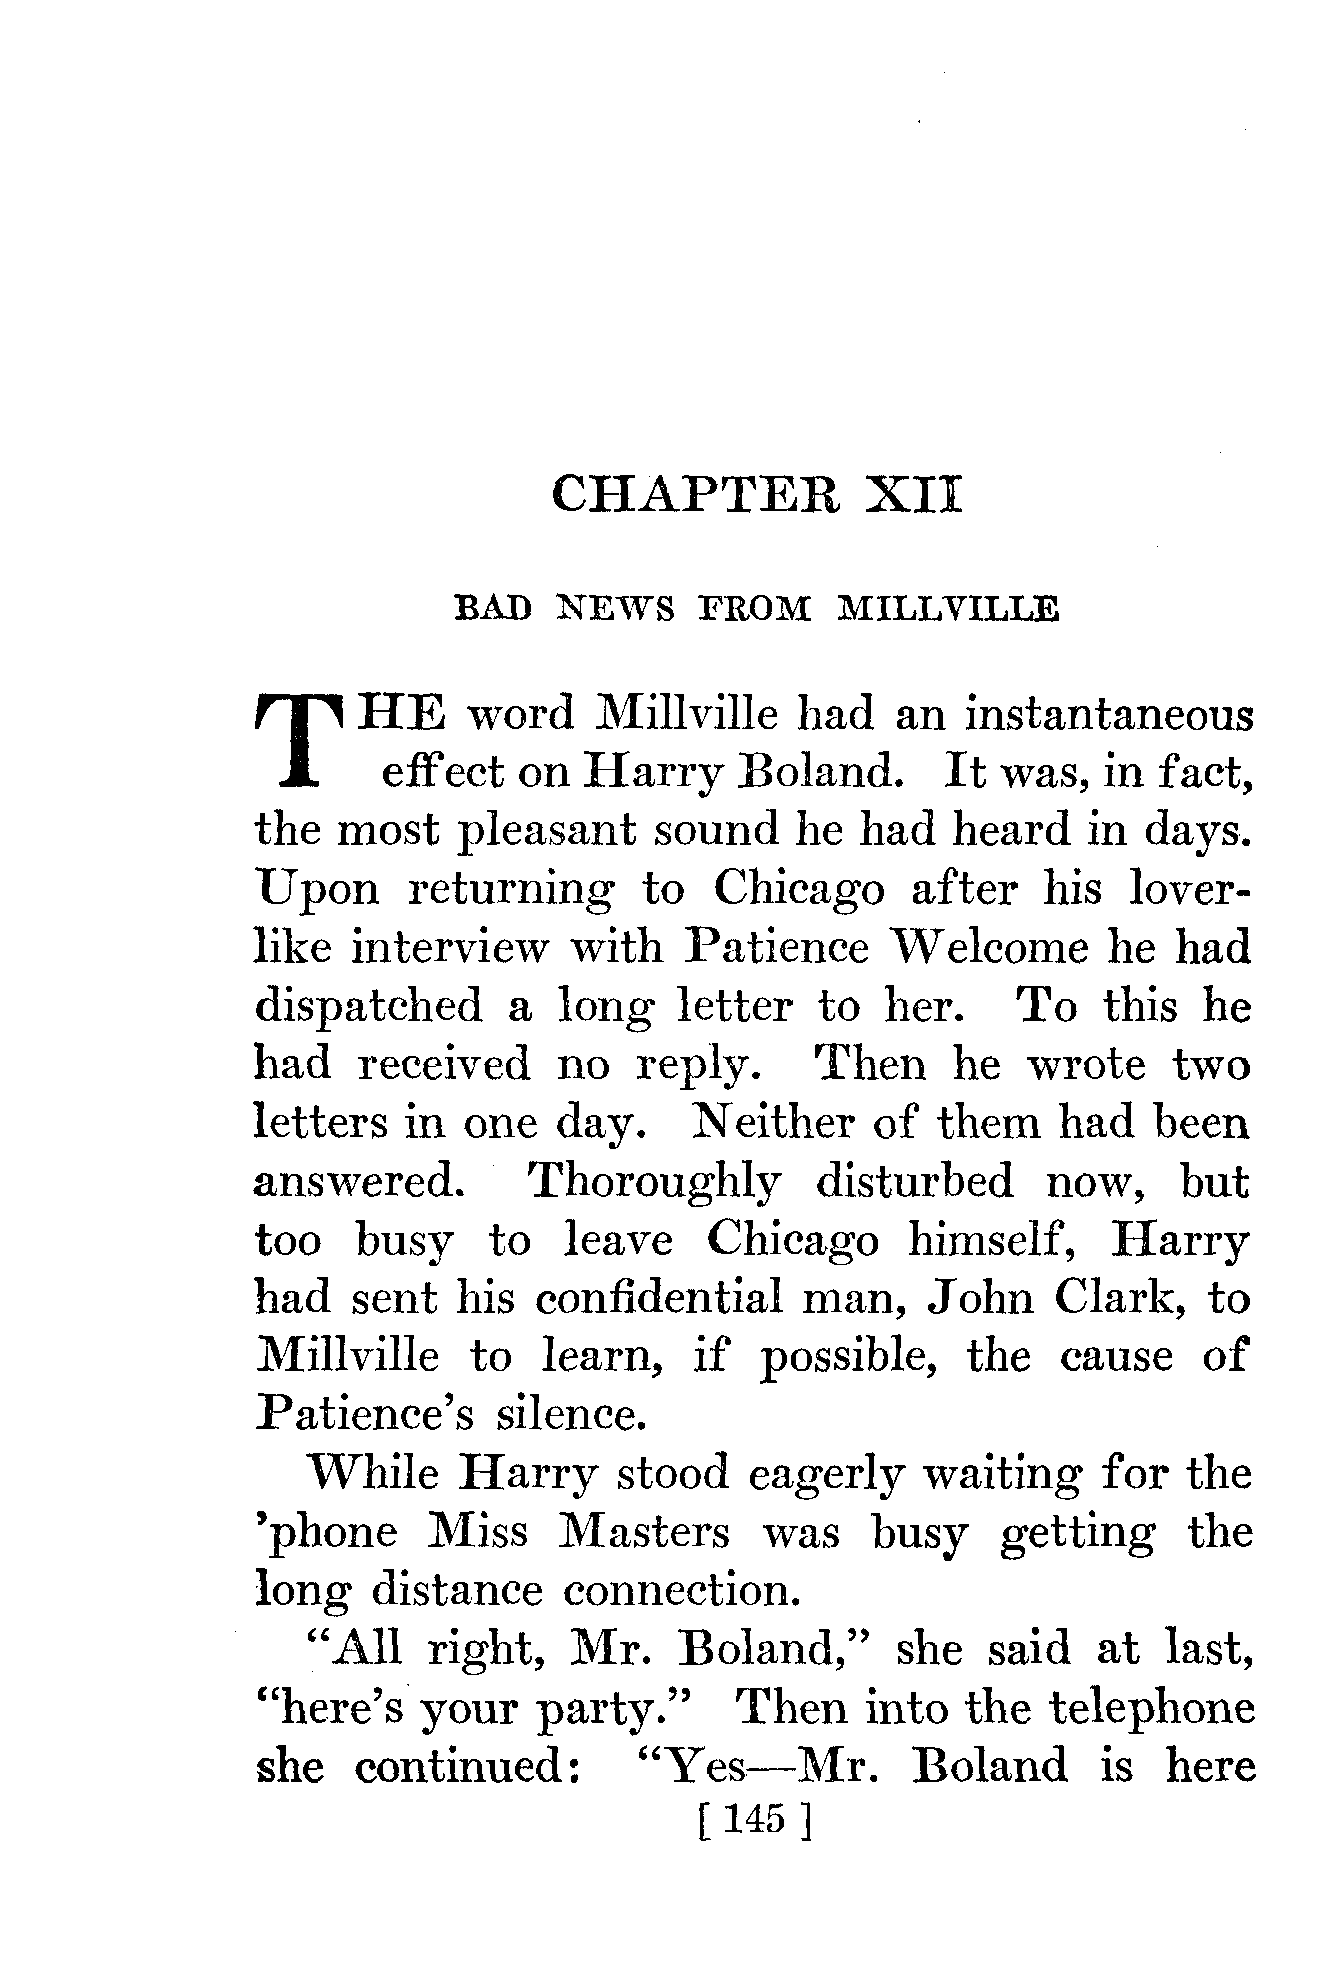 CHAPTER XII
BAD NEWS FROM MILLVILLE
THE word Millville had an instantaneous
effect on Harry Boland. It was, in fact,
the most pleasant sound he had heard in days.
Upon returning to Chicago after his lover-
like interview with Patience Welcome he had
dispatched a long letter to her. To this he
had received no reply. Then he wrote two
letters in one day. Neither of them had been
answered. Thoroughly disturbed now, but
too busy to leave Chicago himself, Harry
had sent his confidential man, John Clark, to
Millville to learn, if possible, the cause of
Patience's silence.
While Harry stood eagerly waiting for the
'phone Miss Masters was busy getting the
long distance connection.
"All right, Mr. Boland," she said at last,
"here's your party." Then into the telephone
she continued: "Yes—Mr. Boland is here
[ 145 ]